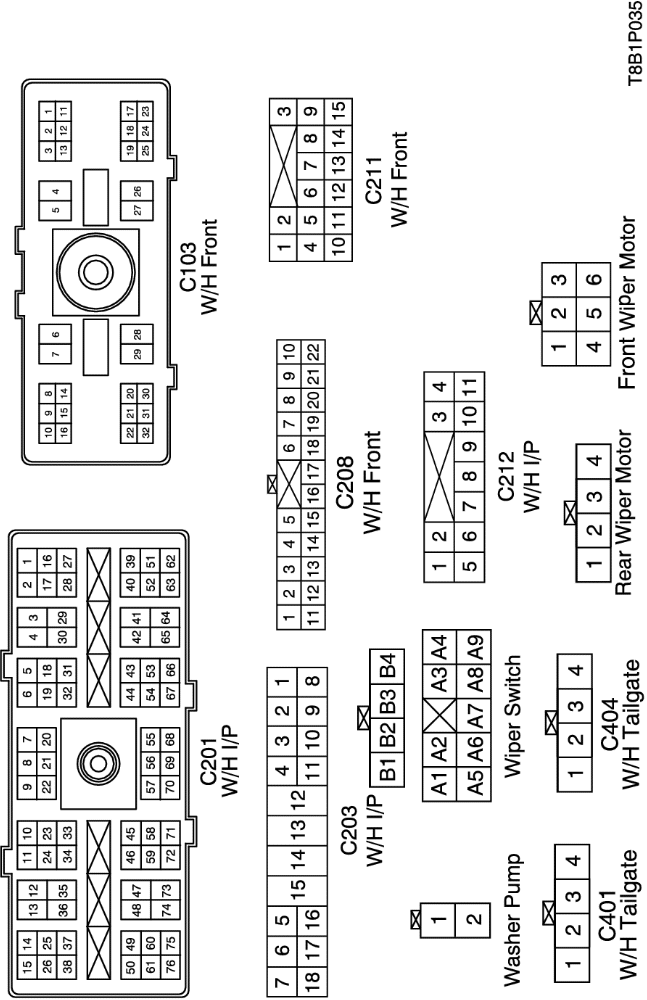 15 14 13 12 11 10 9 8 7 6 5 4 3 2 1
26 25 24 23 22 21 20 19 18 17 16
38 37 36 35 34 33 32 31 30 29 28 27
50 49 48 47 46 45 44 43 42 41 40 39
61 60 59 58 57 56 55 54 53 52 51
76 75 74 73 72 71 70 69 68 67 66 65 64 63 62
C201
W/H I/P
10 9 8 7 6 5 4 3 2 1
16 15 14 13 12 11
22 21 20 29 28 27 26 19 18 17
32 31 30 25 24 23
C103
W/H Front
7 6 5 15 14 13 12 4 3 2 1
18 17 16 11 10 9 8
C203
W/H I/P
1 2 3 4 5 6 7 8 9 10
11 12 13 14 15 16 17 18 19 20 21 22
C208
W/H Front
1 2 3
4 5 6 7 8 9
10 11 12 13 14 15
C211
W/H Front
1
2
Washer Pump
B1 B2 B3 B4
A1 A2 A3 A4
A5 A6 A7 A8 A9
Wiper Switch
1 2 3 4
5 6 7 8 9 10 11
C212
W/H I/P
1 2 3 4
C401
W/H Tailgate
1 2 3 4
C404
W/H Tailgate
1 2 3 4
Rear Wiper Motor
1 2 3
4 5 6
Front WiPer Motor
T8B1P035